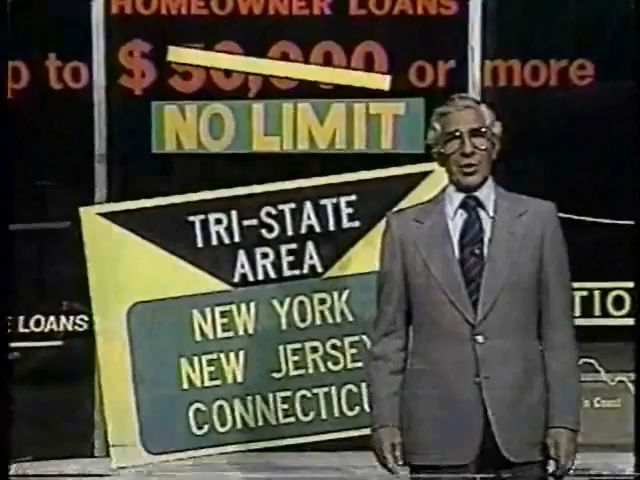 HOMEOWNER LOANS
p to $50,000 or more
NO LIMIT
TRI-STATE
AREA
NEW YORK
NEW JERSEY
CONNECTICU
E LOANS
TIO